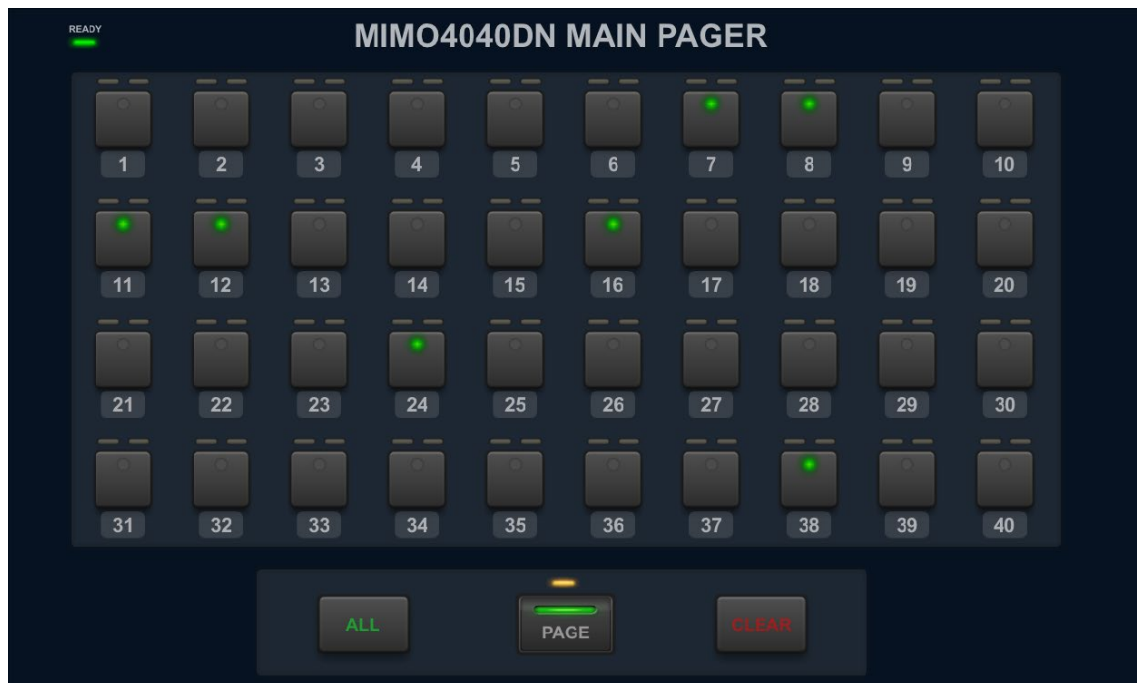 READY
MIMO4040DN MAIN PAGER
1 2 3 4 5 6 7 8 9 10
11 12 13 14 15 16 17 18 19 20
21 22 23 24 25 26 27 28 29 30
31 32 33 34 35 36 37 38 39 40
ALL PAGE CLEAR